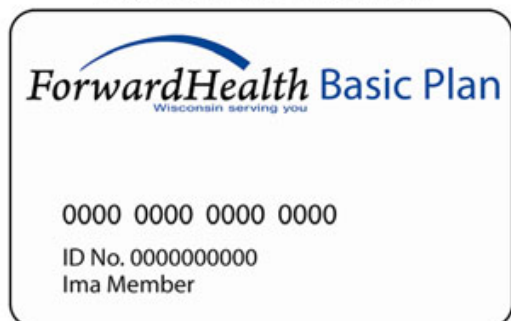 ForwardHealth Basic Plan
Wisconsin serving you
0000 0000 0000 0000
ID No. 0000000000
Ima Member